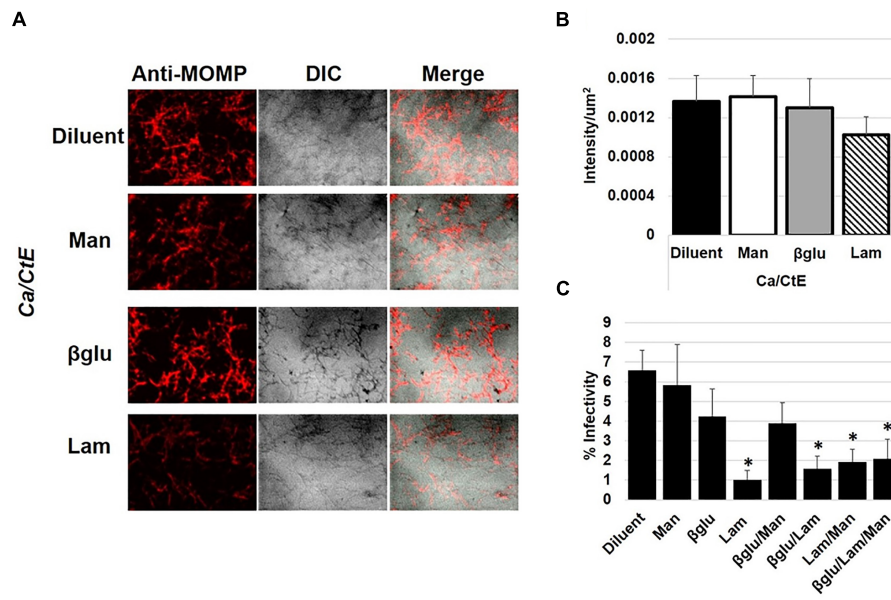 A
Anti-MOMP DIC Merge
Diluent
Man
βglu
Lam
Ca/CtE
B
Intensity/um²
0.002
0.0016
0.0012
0.0008
0.0004
0
Diluent Man βglu Lam
Ca/CtE
C
% Infectivity
9
8
7
6
5
4
3
2
1
0
* * * *
Diluent
Man
βglu
Lam
βglu/Man
βglu/Lam
Lam/Man
βglu/Lam/Man